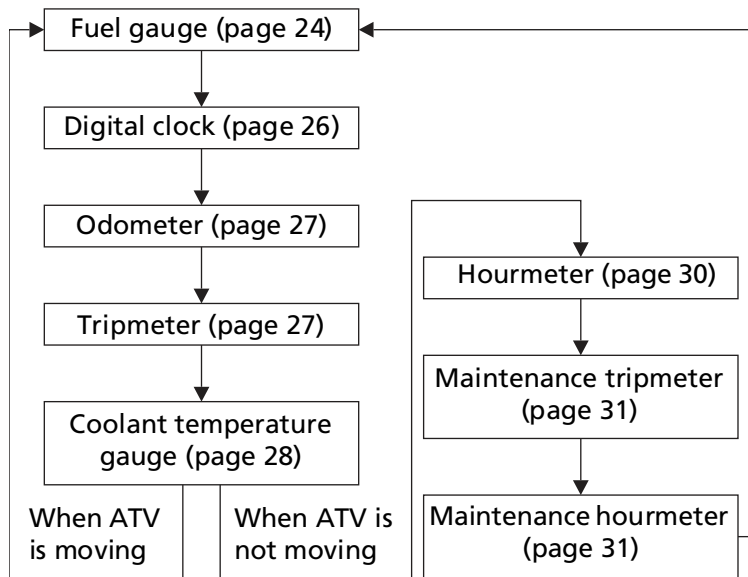 Fuel gauge (page 24)
Digital clock (page 26)
Odometer (page 27)
Tripmeter (page 27)
Coolant temperature
gauge (page 28)
When ATV
is moving
When ATV is
not moving
Hourmeter (page 30)
Maintenance tripmeter
(page 31)
Maintenance hourmeter
(page 31)